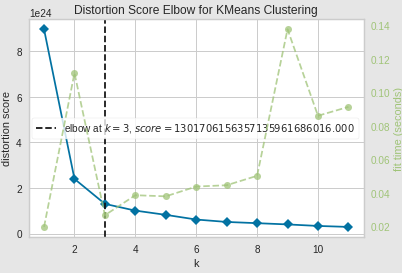 Distortion Score Elbow for KMeans Clustering
1e24
8
6
4
2
0
distortion score
elbow at k = 3, score = 1301706156357135961686016.000
0.14
0.12
0.10
0.08
0.06
0.04
0.02
fit time (seconds)
2
4
6
8
10
k